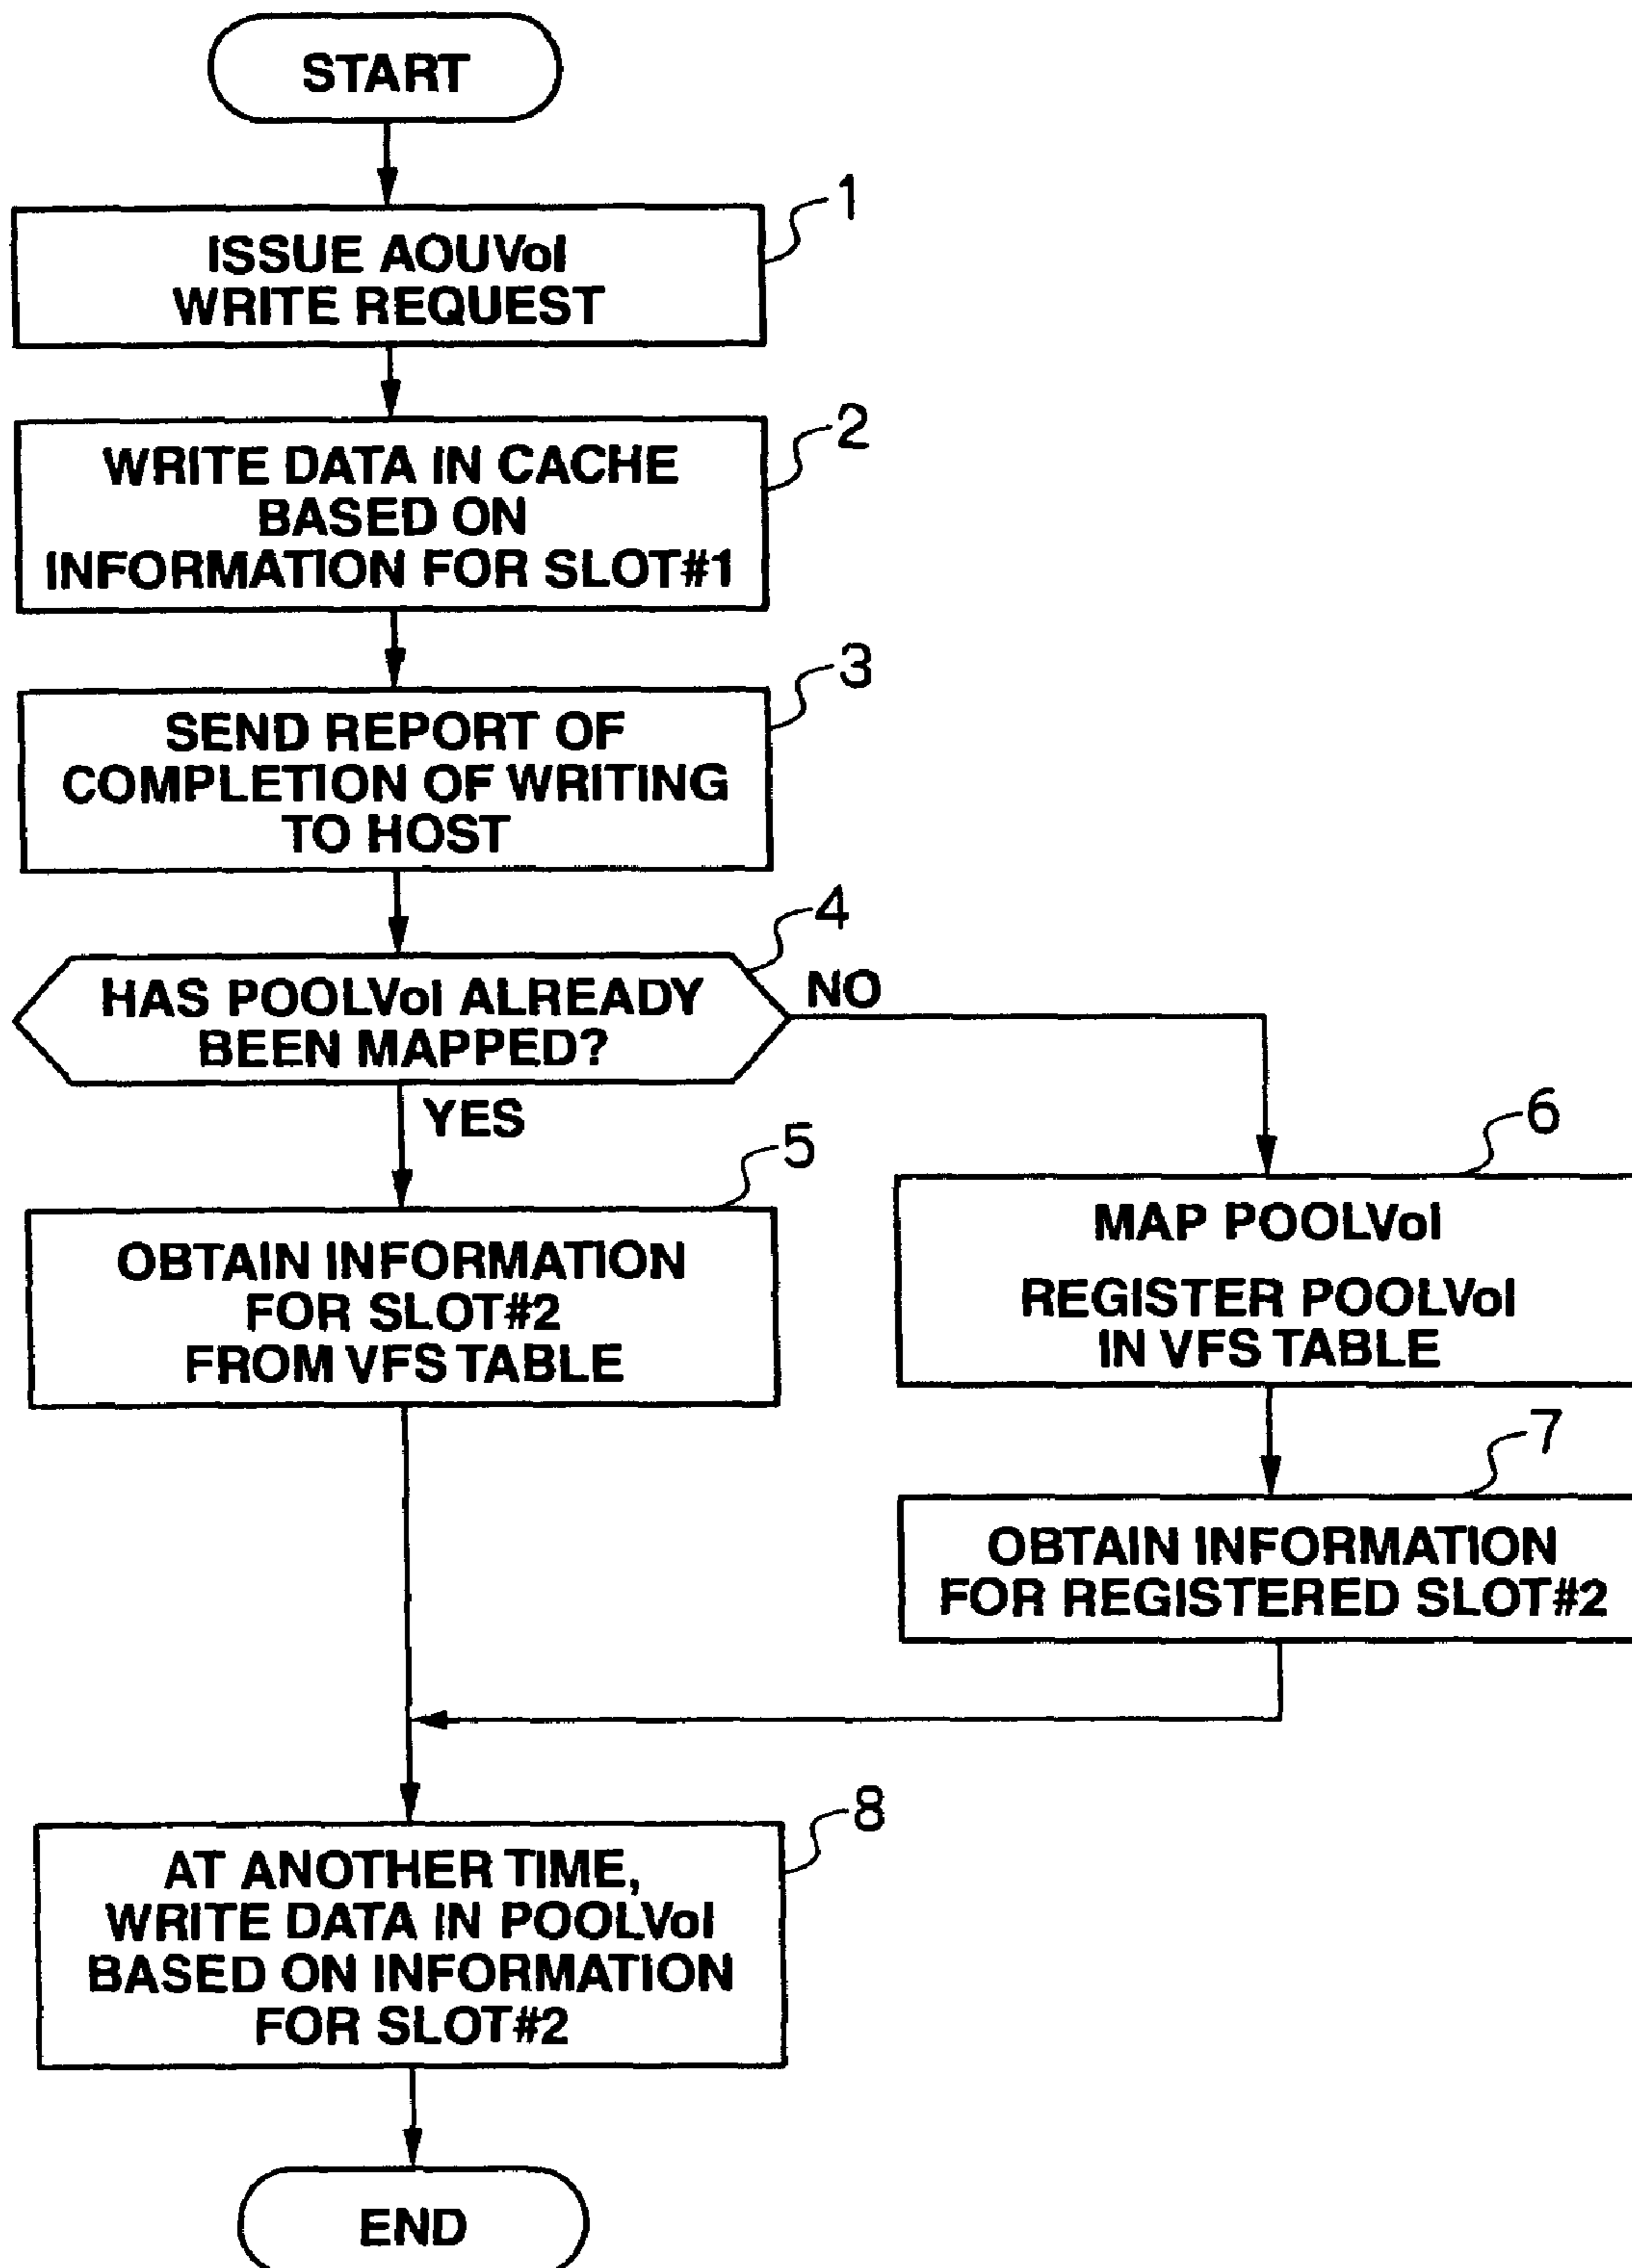 START
1
ISSUE AOUVol
WRITE REQUEST
2
WRITE DATA IN CACHE
BASED ON
INFORMATION FOR SLOT#1
3
SEND REPORT OF
COMPLETION OF WRITING
TO HOST
4
HAS POOLVol ALREADY
BEEN MAPPED?
NO
YES
5
OBTAIN INFORMATION
FOR SLOT#2
FROM VFS TABLE
6
MAP POOLVol
REGISTER POOLVol
IN VFS TABLE
7
OBTAIN INFORMATION
FOR REGISTERED SLOT#2
8
AT ANOTHER TIME,
WRITE DATA IN POOLVol
BASED ON INFORMATION
FOR SLOT#2
END